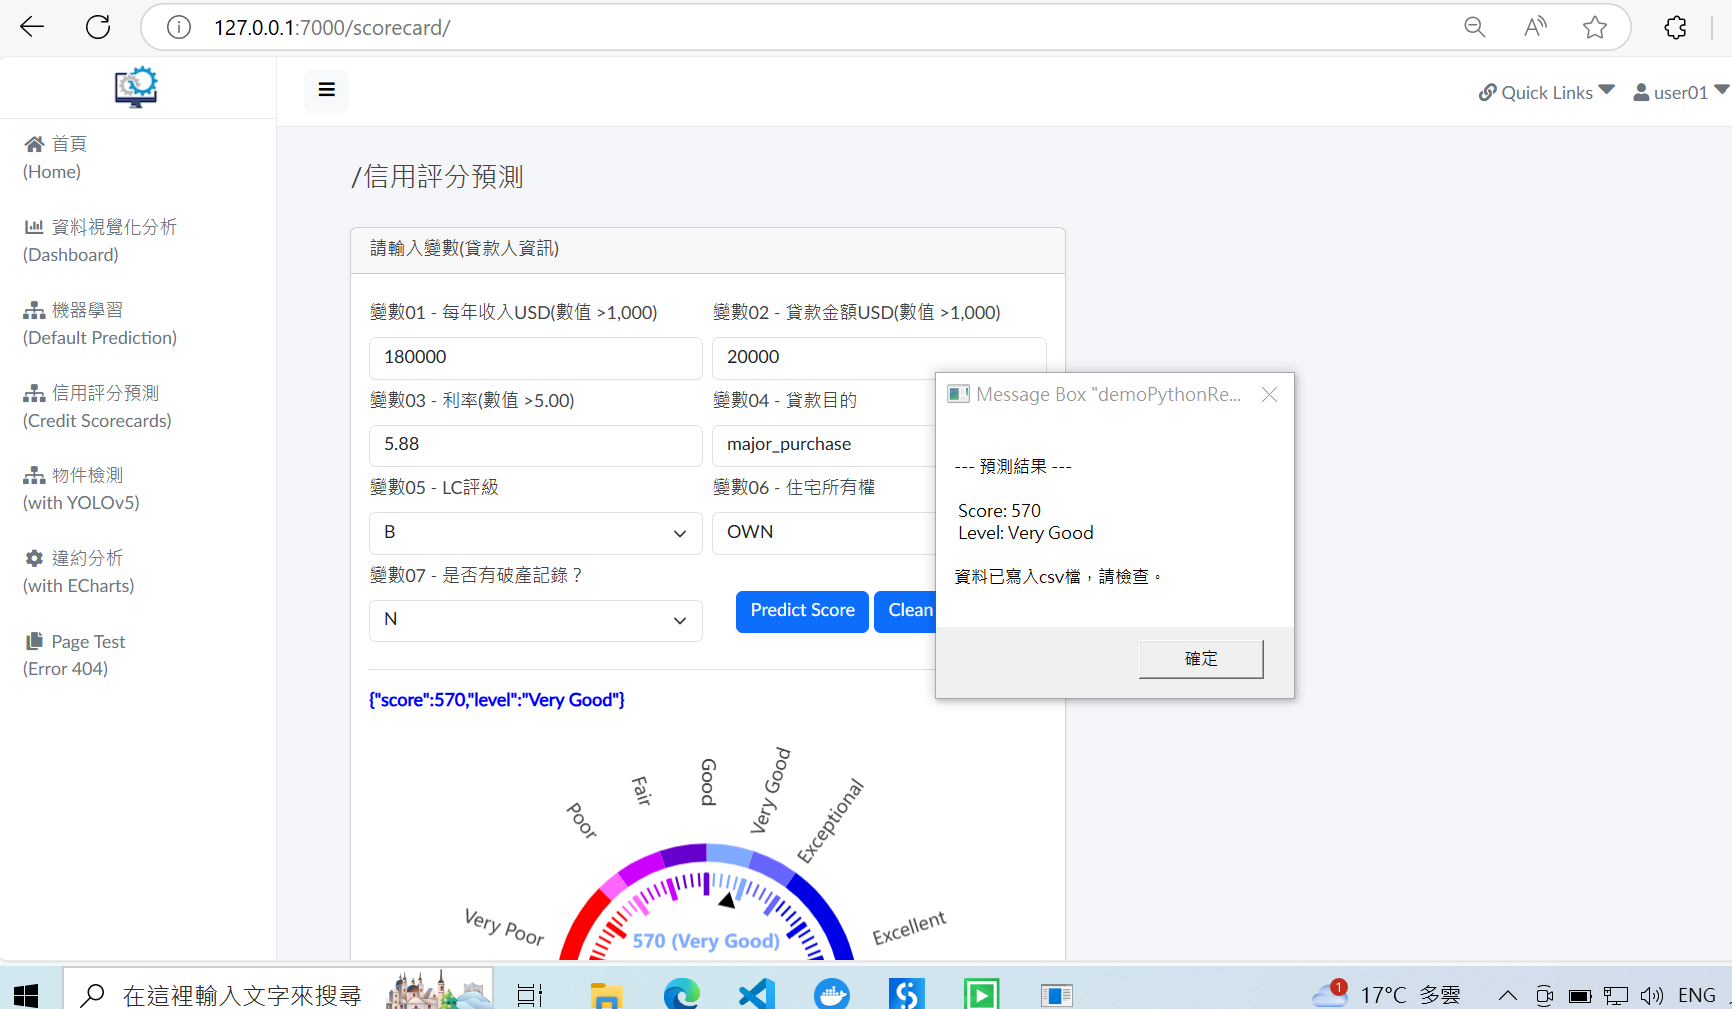 127.0.0.1:7000/scorecard/
Quick Links
user01
首頁
(Home)
資料視覺化分析
(Dashboard)
機器學習
(Default Prediction)
信用評分預測
(Credit Scorecards)
物件檢測
(with YOLOv5)
違約分析
(with ECharts)
Page Test
(Error 404)
/信用評分預測
請輸入變數(貸款人資訊)
變數01 - 每年收入USD(數值 >1,000)
變數02 - 貸款金額USD(數值 >1,000)
180000
20000
變數03 - 利率(數值 >5.00)
變數04 - 貸款目的
5.88
major_purchase
變數05 - LC評級
變數06 - 住宅所有權
B
OWN
變數07 - 是否有破產記錄？
N
Predict Score
Clean
{"score":570,"level":"Very Good"}
Very Poor
Poor
Fair
Good
Very Good
Exceptional
Excellent
570 (Very Good)
Message Box "demoPythonRe...
--- 預測結果 ---
Score: 570
Level: Very Good
資料已寫入csv檔，請檢查。
確定
在這裡輸入文字來搜尋
1
17°C 多雲
ENG